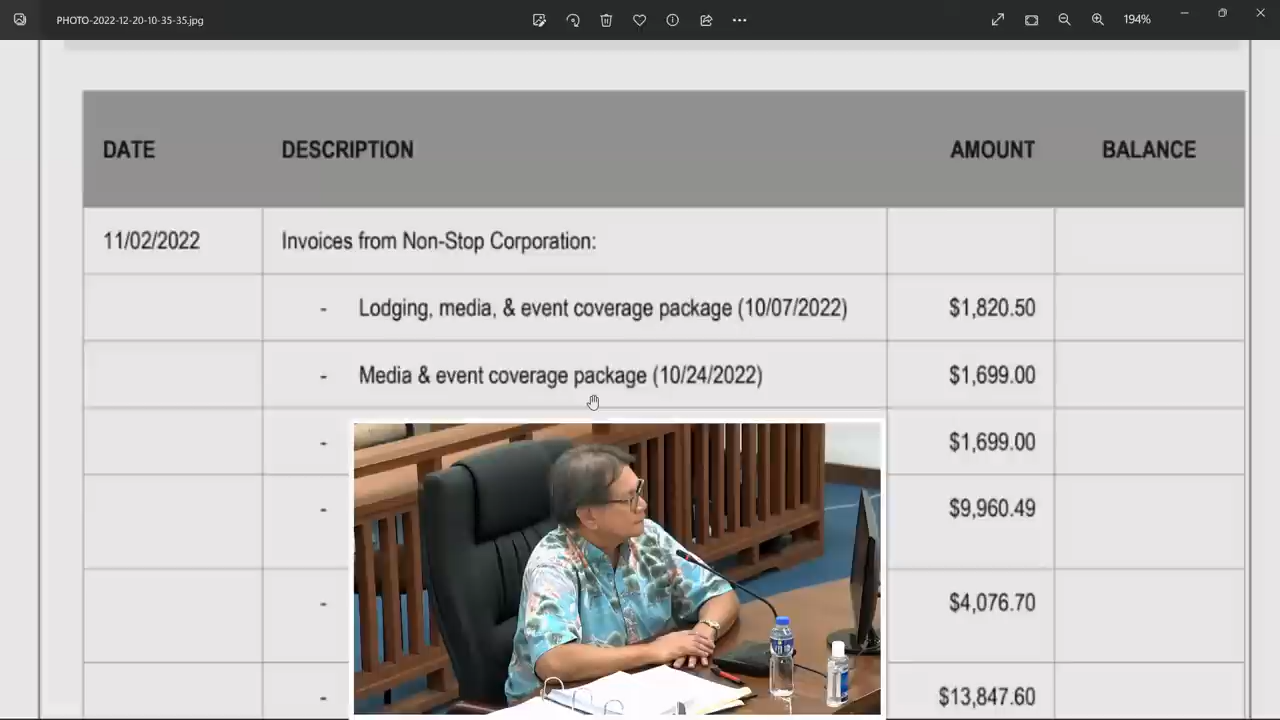 PHOTO-2022-12-20-10-35-35.jpg
194%
DATE DESCRIPTION AMOUNT BALANCE
11/02/2022 Invoices from Non-Stop Corporation:
- Lodging, media, & event coverage package (10/07/2022) $1,820.50
- Media & event coverage package (10/24/2022) $1,699.00
- $1,699.00
- $9,960.49
- $4,076.70
- $13,847.60